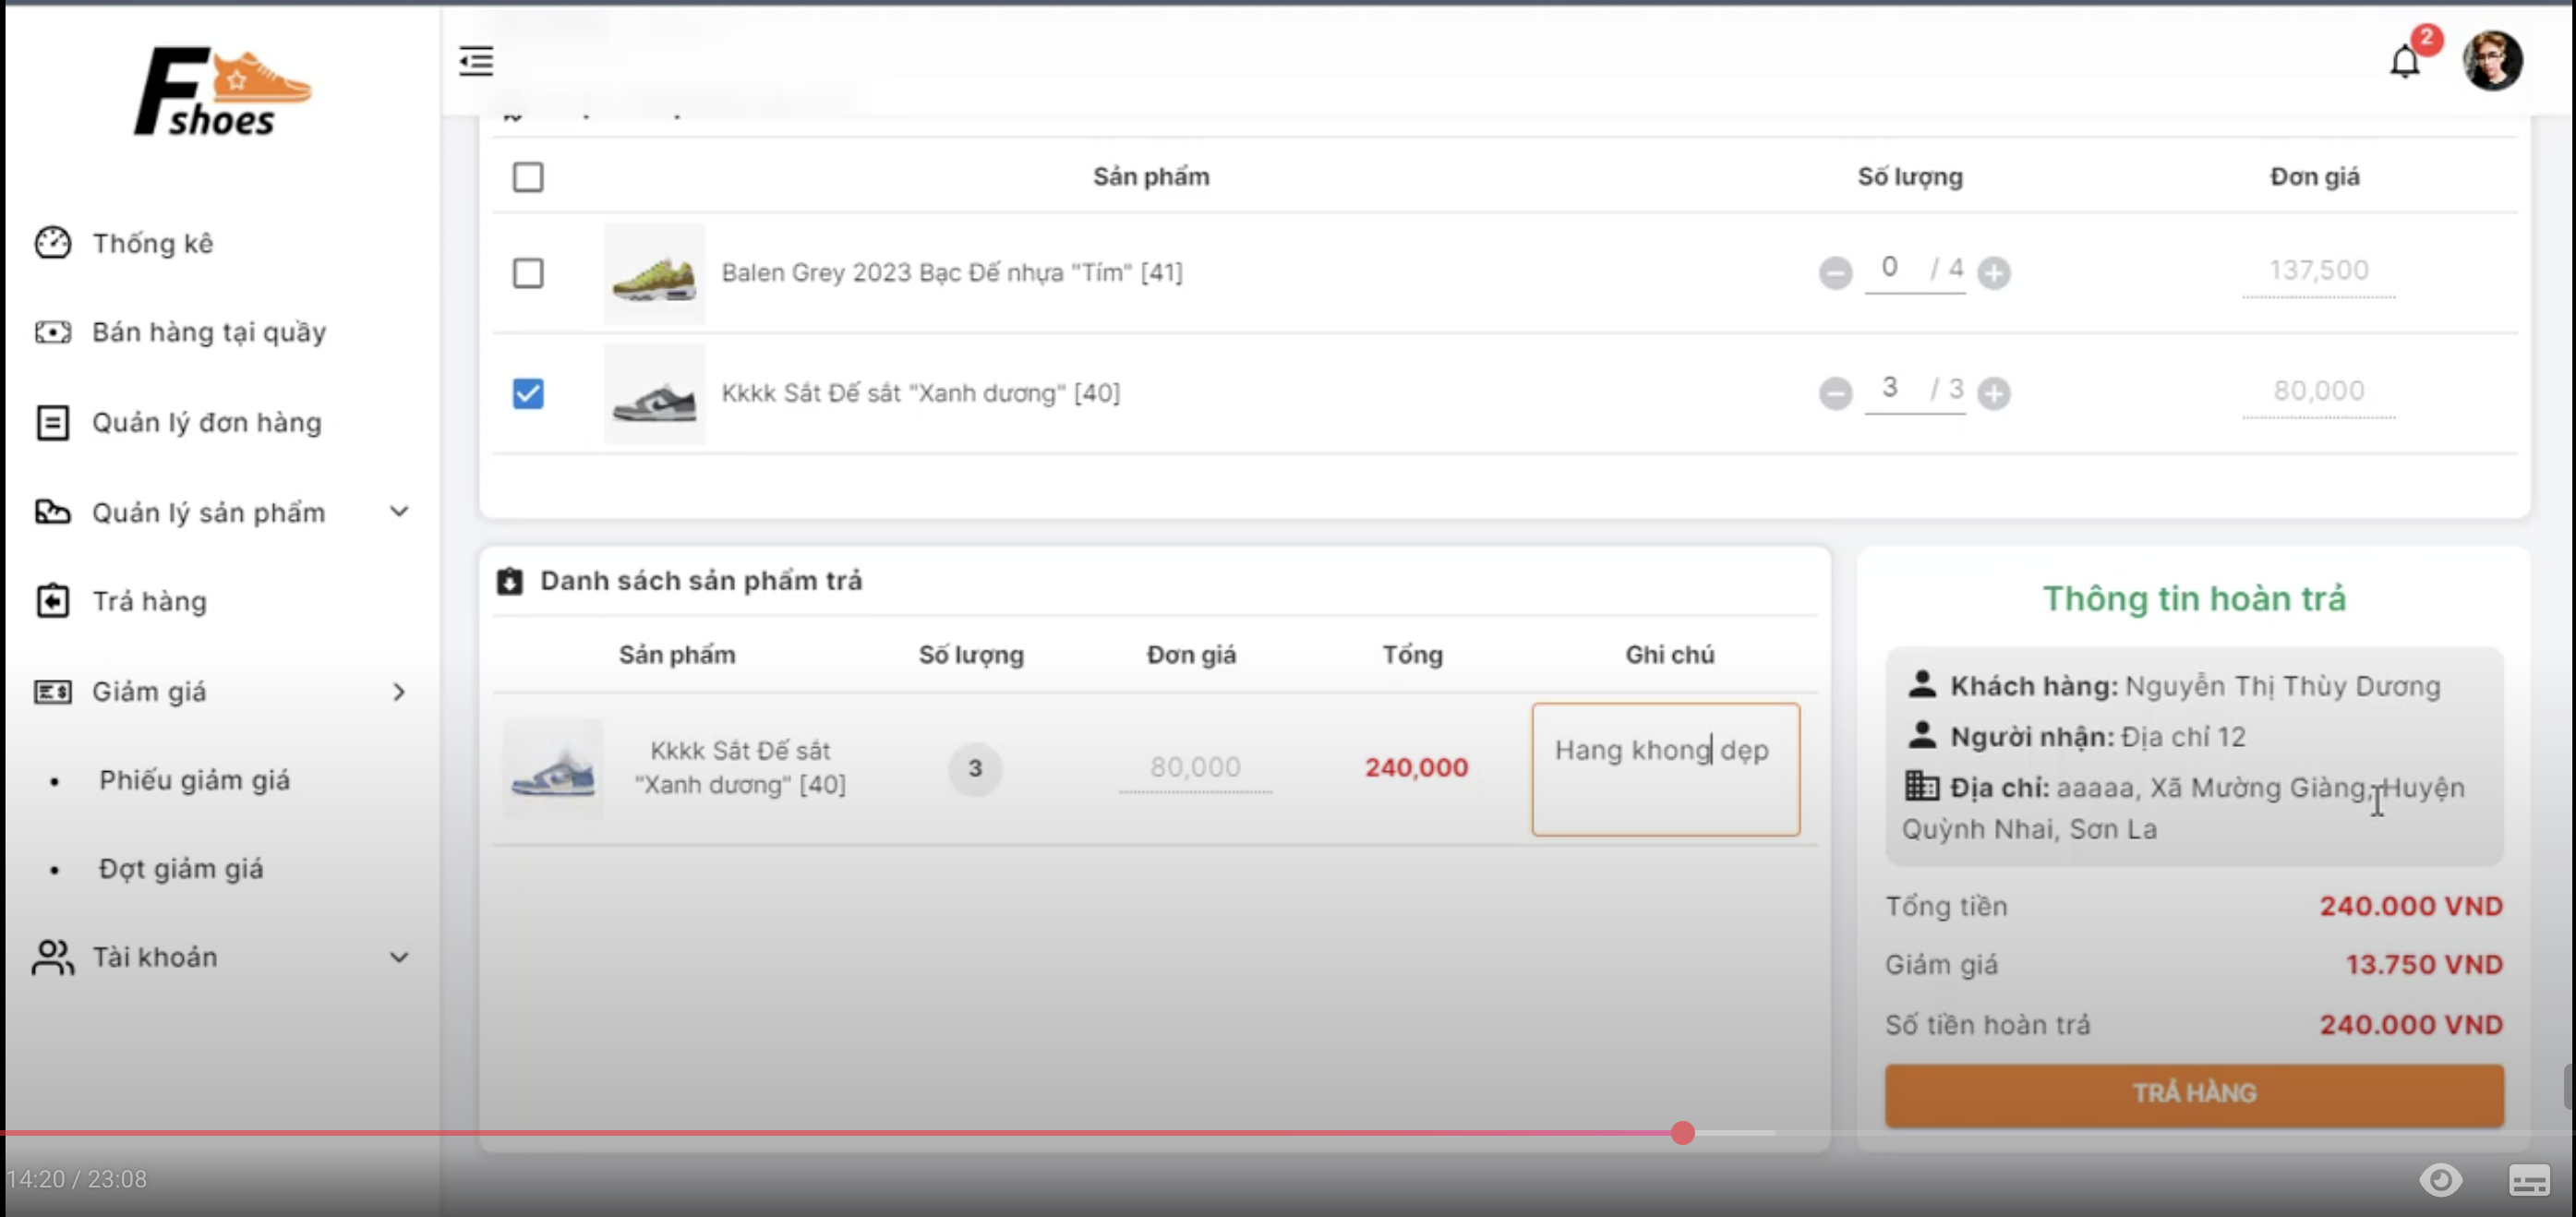 F shoes
2
Thống kê
Bán hàng tại quầy
Quản lý đơn hàng
Quản lý sản phẩm
Trả hàng
Giảm giá
Phiếu giảm giá
Đợt giảm giá
Tài khoản
Sản phẩm Số lượng Đơn giá
Balen Grey 2023 Bạc Đế nhựa "Tím" [41] 0 / 4 137,500
Kkkk Sắt Đế sắt "Xanh dương" [40] 3 / 3 80,000
Danh sách sản phẩm trả
Sản phẩm Số lượng Đơn giá Tổng Ghi chú
Kkkk Sắt Đế sắt
"Xanh dương" [40] 3 80,000 240,000 Hang khong dẹp
Thông tin hoàn trả
Khách hàng: Nguyễn Thị Thùy Dương
Người nhận: Địa chỉ 12
Địa chỉ: aaaaa, Xã Mường Giàng, Huyện
Quỳnh Nhai, Sơn La
Tổng tiền 240.000 VND
Giảm giá 13.750 VND
Số tiền hoàn trả 240.000 VND
TRẢ HÀNG
14:20 / 23:08